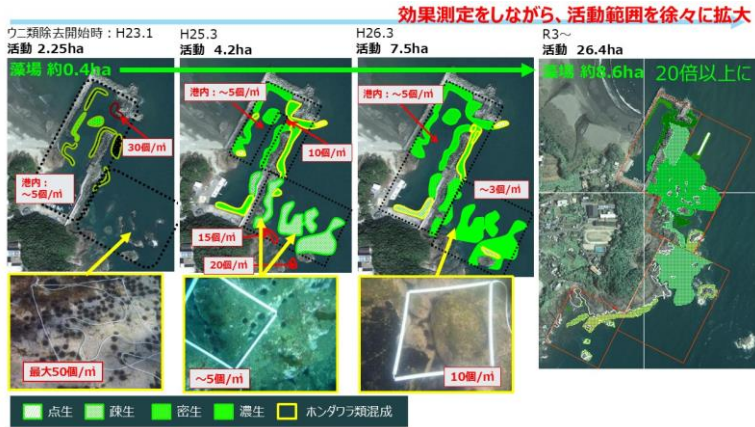 効果測定をしながら、活動範囲を徐々に拡大
ウニ類除去開始時：H23.1
活動 2.25ha
H25.3
活動 4.2ha
H26.3
活動 7.5ha
R3～
活動 26.4ha
藻場 約0.4ha
藻場 約8.6ha 20倍以上に
30個/㎡
港内：
～5個/㎡
最大50個/㎡
港内：～5個/㎡
10個/㎡
15個/㎡
20個/㎡
～5個/㎡
港内：～5個/㎡
～3個/㎡
10個/㎡
点生 疎生 密生 濃生 ホンダワラ類混成